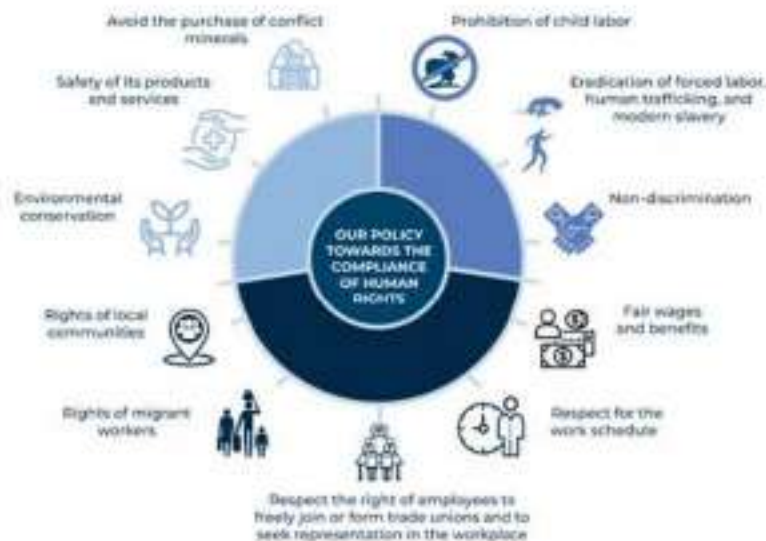 Avoid the purchase of conflict
minerals
Prohibition of child labor
Safety of its products
and services
Eradication of forced labor,
human trafficking, and
modern slavery
Environmental
conservation
Non-discrimination
OUR POLICY
TOWARDS THE
COMPLIANCE
OF HUMAN
RIGHTS
Rights of local
communities
Fair wages
and benefits
Rights of migrant
workers
Respect for the
work schedule
Respect the right of employees to
freely join or form trade unions and to
seek representation in the workplace